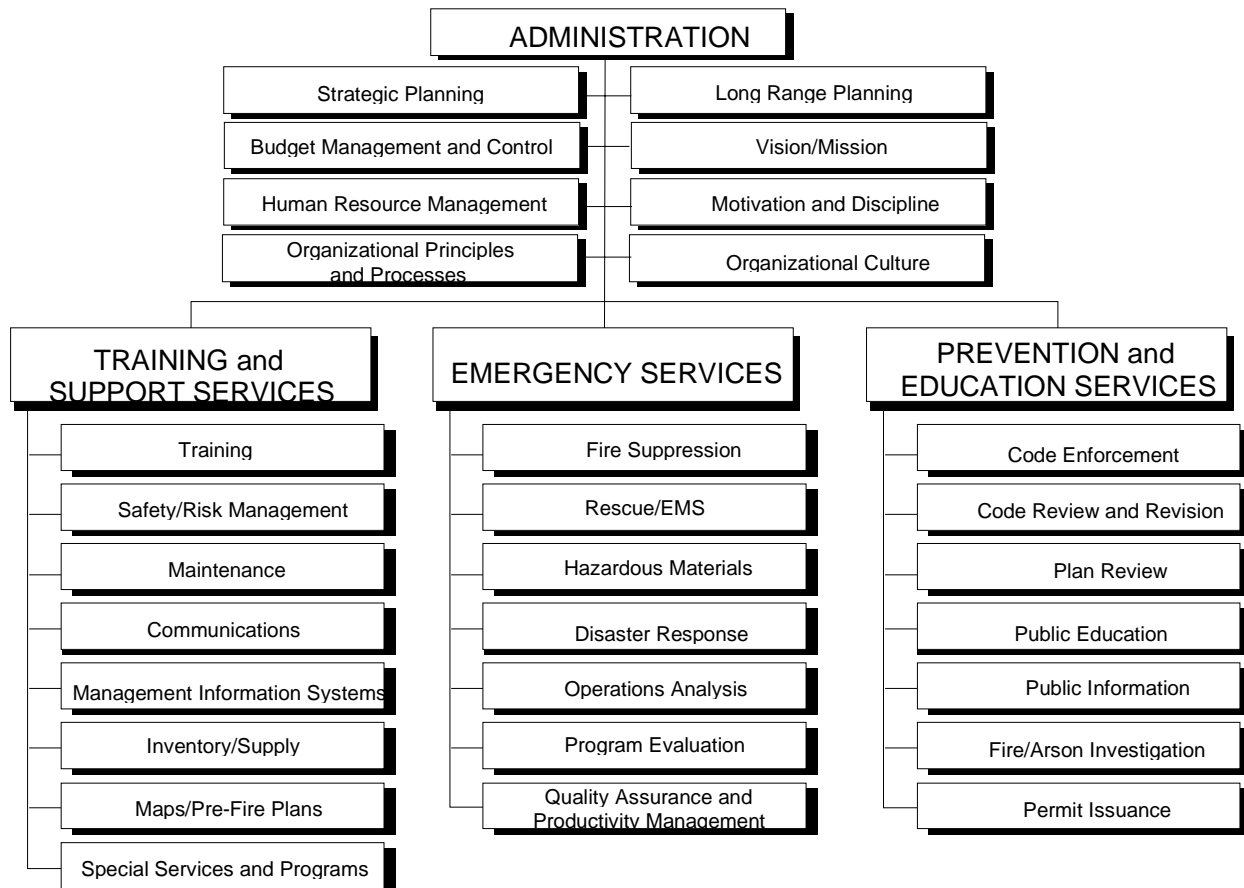 ADMINISTRATION
Strategic Planning
Long Range Planning
Budget Management and Control
Vision/Mission
Human Resource Management
Motivation and Discipline
Organizational Principles
and Processes
Organizational Culture
TRAINING and
SUPPORT SERVICES
Training
Safety/Risk Management
Maintenance
Communications
Management Information Systems
Inventory/Supply
Maps/Pre-Fire Plans
Special Services and Programs
EMERGENCY SERVICES
Fire Suppression
Rescue/EMS
Hazardous Materials
Disaster Response
Operations Analysis
Program Evaluation
Quality Assurance and
Productivity Management
PREVENTION and
EDUCATION SERVICES
Code Enforcement
Code Review and Revision
Plan Review
Public Education
Public Information
Fire/Arson Investigation
Permit Issuance